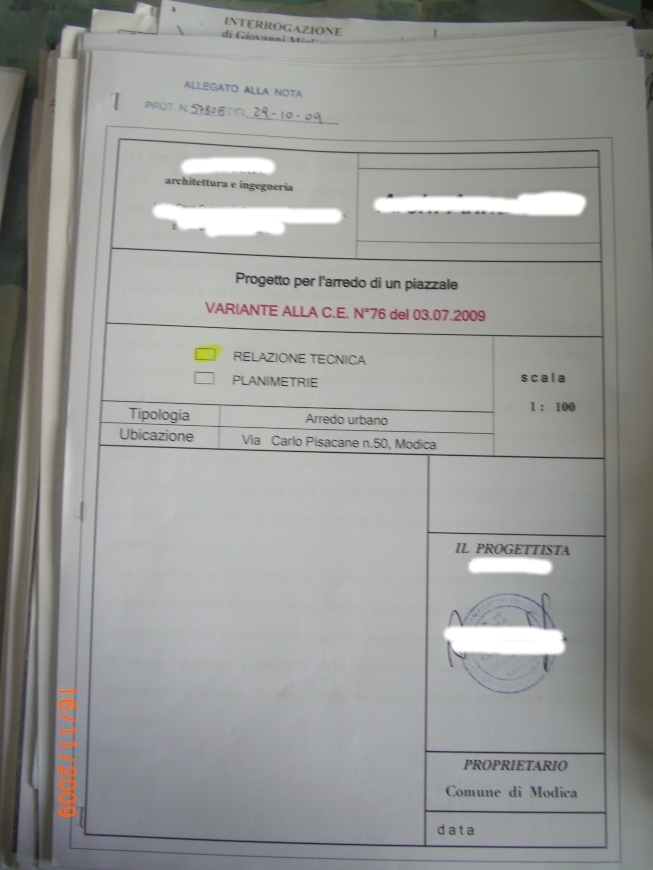 INTERROGAZIONE
di Giovanni
ALLEGATO ALLA NOTA
PROT. N. 57806 DEL 29-10-09
architettura e ingegneria
Progetto per l'arredo di un piazzale
VARIANTE ALLA C.E. N°76 del 03.07.2009
RELAZIONE TECNICA
PLANIMETRIE
scala
1 : 100
Tipologia Arredo urbano
Ubicazione Via Carlo Pisacane n.50, Modica
IL PROGETTISTA
PROPRIETARIO
Comune di Modica
data
16/11/2009